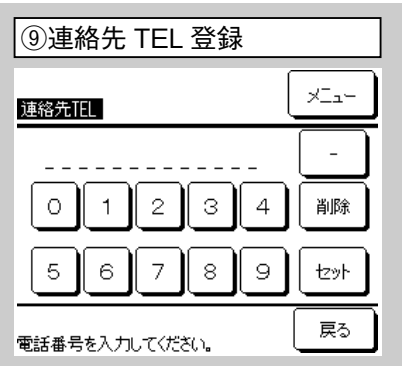 ⑨連絡先 TEL 登録
メニュー
連絡先TEL
_ _ _ _ _ _ _ _ _ _ _ _ _ -
0 1 2 3 4 削除
5 6 7 8 9 セット
電話番号を入力してください。 戻る